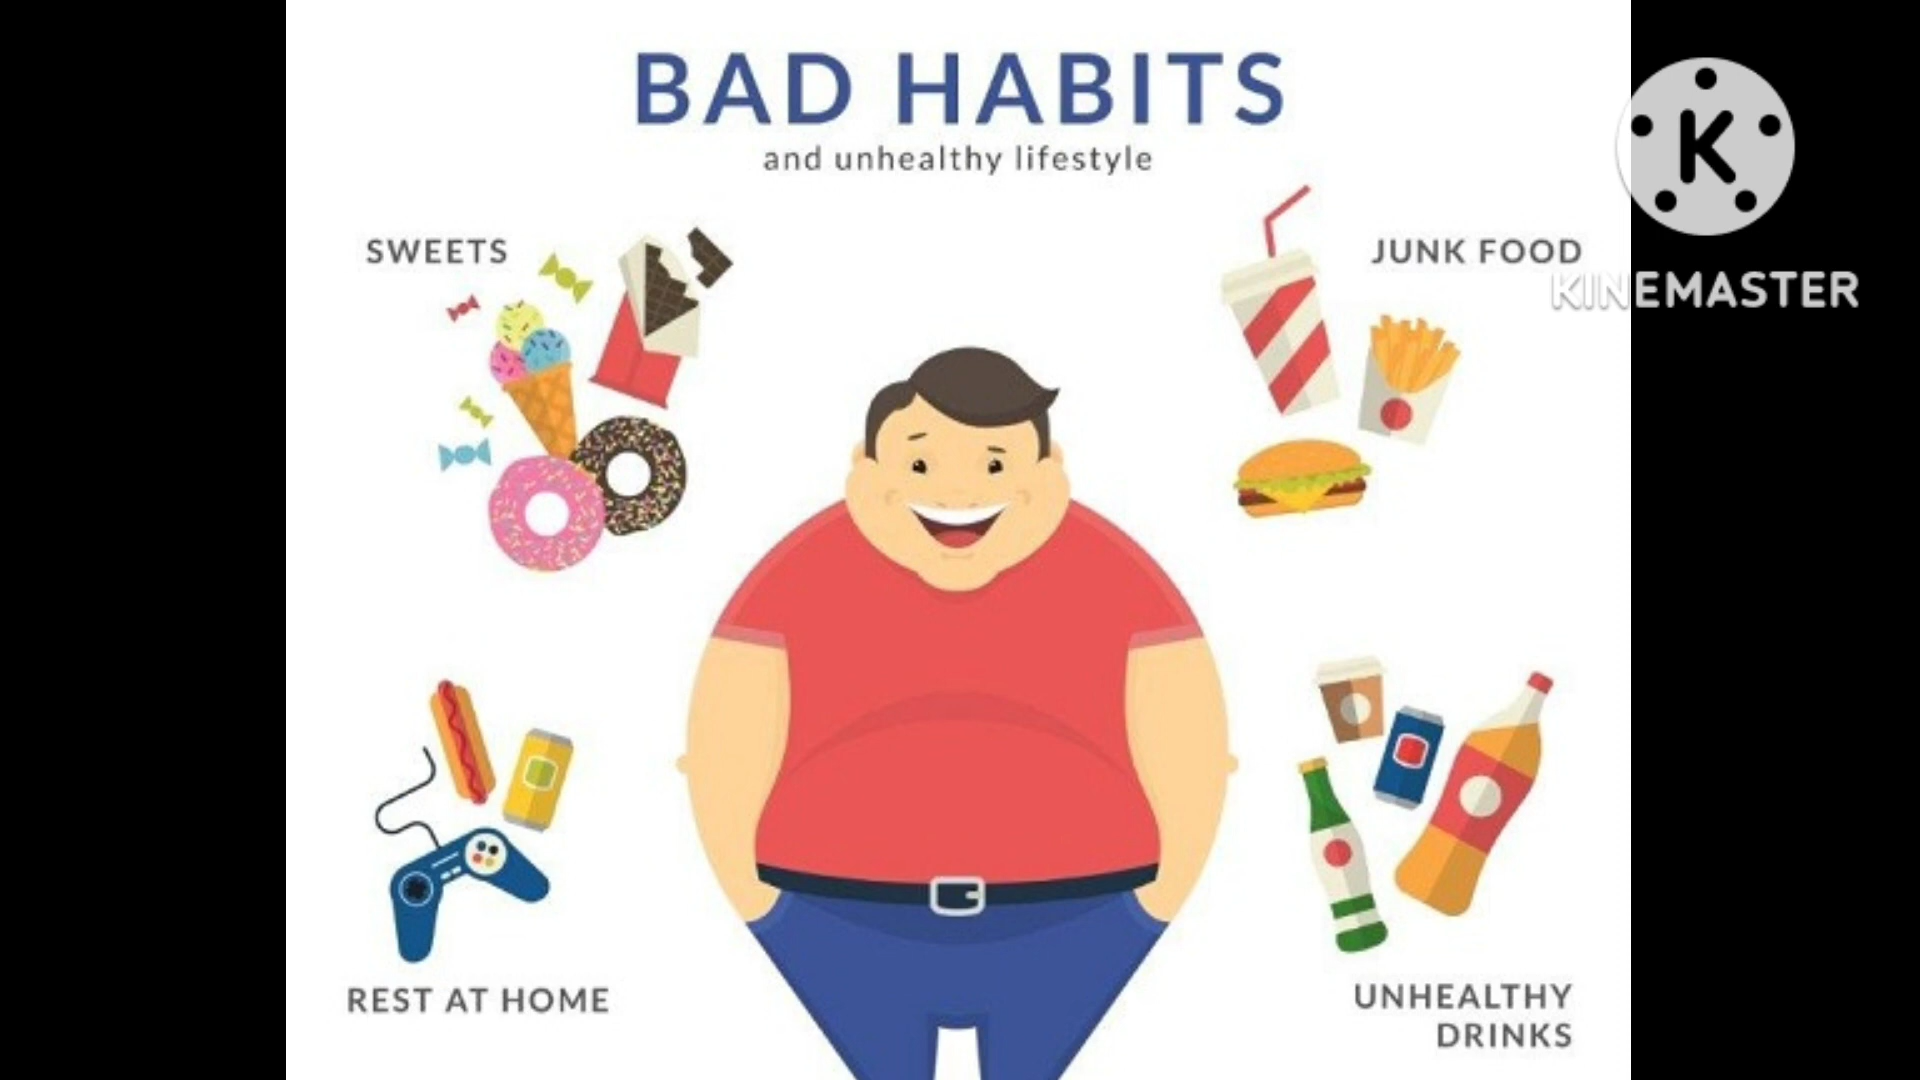 BAD HABITS
and unhealthy lifestyle
SWEETS
JUNK FOOD
K
KINEMASTER
REST AT HOME
UNHEALTHY
DRINKS